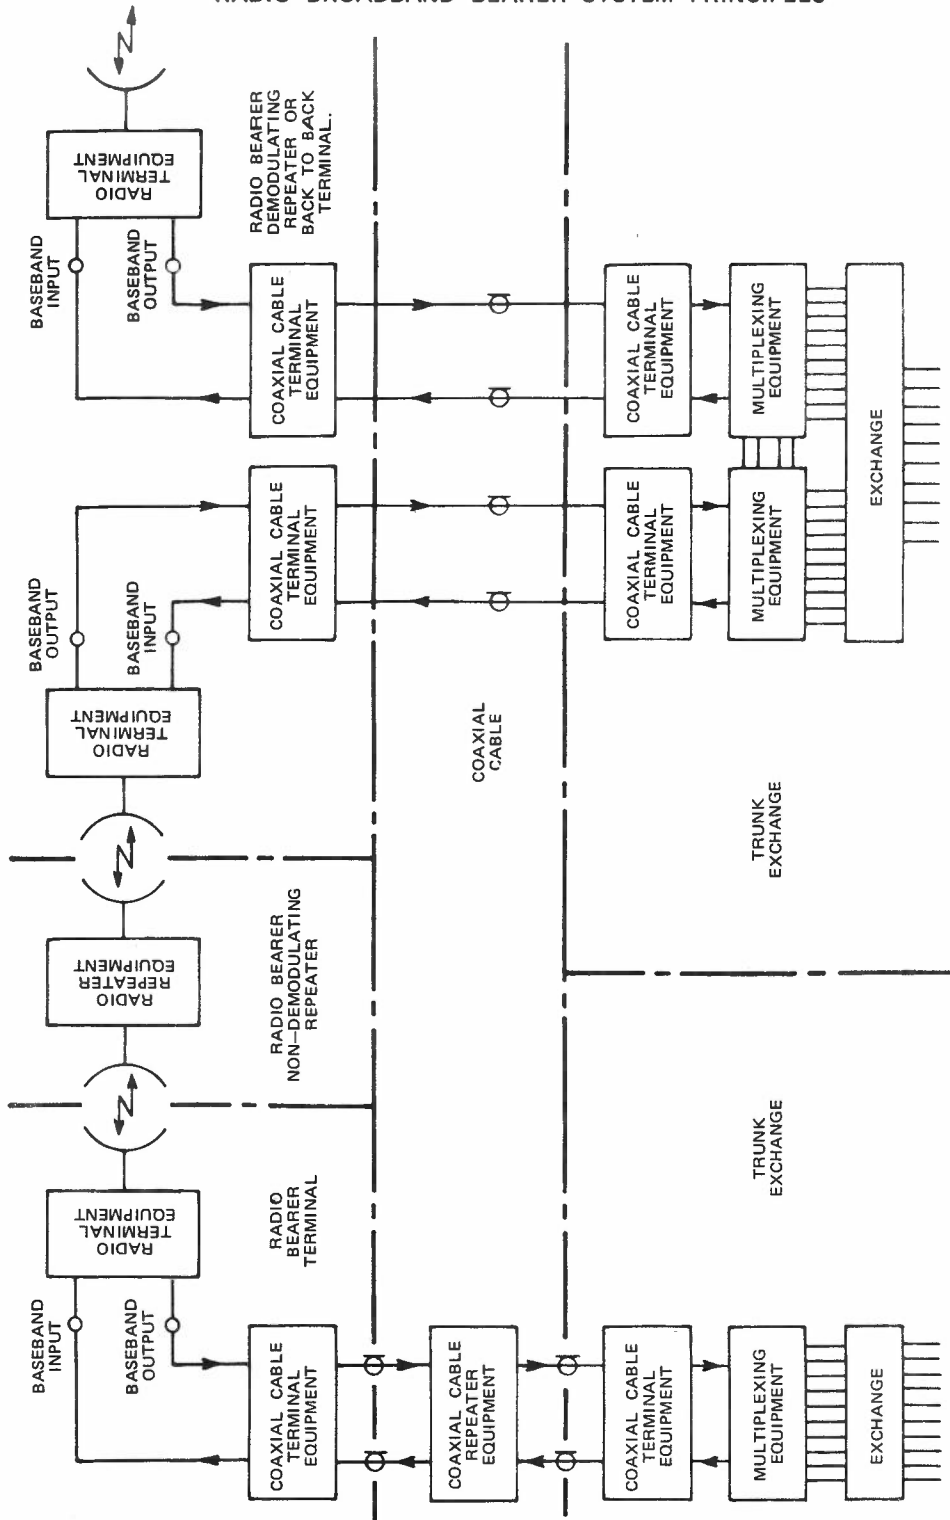 RADIO BROADBAND BEARER SYSTEM PRINCIPLES
BASEBAND
INPUT
BASEBAND
OUTPUT
RADIO
TERMINAL
EQUIPMENT
RADIO
REPEATER
EQUIPMENT
RADIO
TERMINAL
EQUIPMENT
BASEBAND
OUTPUT
BASEBAND
INPUT
BASEBAND
INPUT
BASEBAND
OUTPUT
RADIO
TERMINAL
EQUIPMENT
COAXIAL CABLE
TERMINAL
EQUIPMENT
RADIO
BEARER
TERMINAL
RADIO BEARER
NON-DEMODULATING
REPEATER
COAXIAL CABLE
TERMINAL
EQUIPMENT
COAXIAL CABLE
TERMINAL
EQUIPMENT
RADIO BEARER
DEMODULATING
REPEATER OR
BACK TO BACK
TERMINAL.
COAXIAL CABLE
REPEATER
EQUIPMENT
COAXIAL
CABLE
COAXIAL CABLE
TERMINAL
EQUIPMENT
COAXIAL CABLE
TERMINAL
EQUIPMENT
COAXIAL CABLE
TERMINAL
EQUIPMENT
MULTIPLEXING
EQUIPMENT
TRUNK
EXCHANGE
TRUNK
EXCHANGE
MULTIPLEXING
EQUIPMENT
MULTIPLEXING
EQUIPMENT
EXCHANGE
EXCHANGE